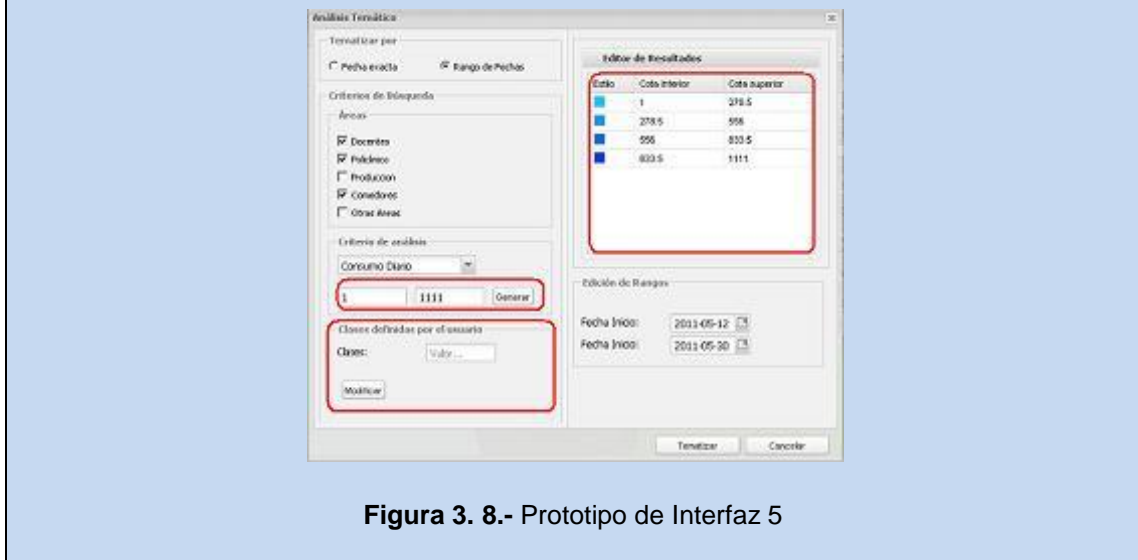 Análisis Temático
Tematizar por
Fecha exacta
Rango de Fechas
Criterios de Búsqueda
Áreas
Docentes
Policlinico
Produccion
Comedores
Otras Areas
Criterio de análisis
Consumo Diario
1
1111
Generar
Clases definidas por el usuario
Clases:
Valor...
Modificar
Editor de Resultados
Estilo Cota inferior Cota superior
1 278.5
278.5 556
556 833.5
833.5 1111
Edición de Rangos
Fecha Inicio: 2011-05-12
Fecha Inicio: 2011-05-30
Tematizar Cancelar
Figura 3. 8.- Prototipo de Interfaz 5